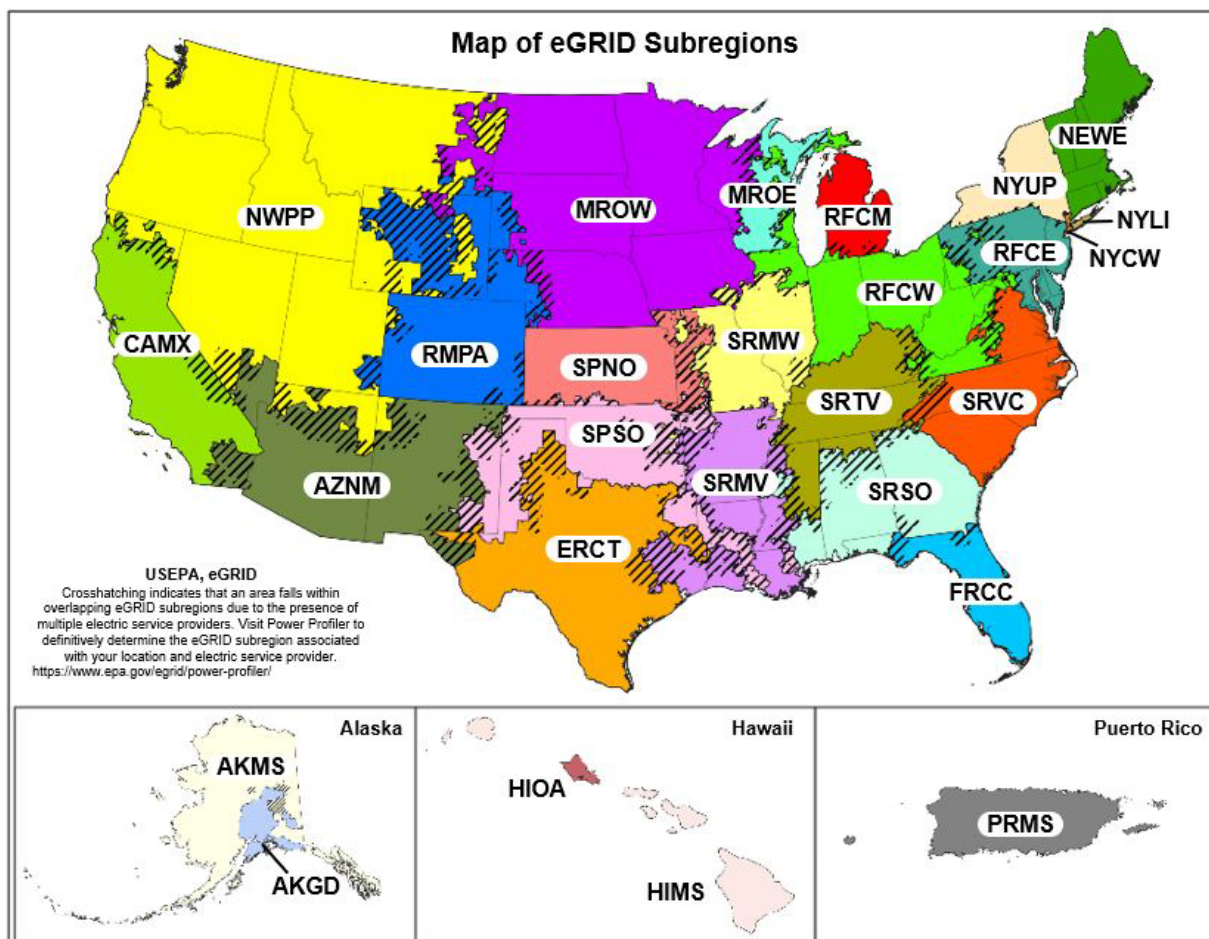 Map of eGRID Subregions
NEWE
NYUP
MROE
NWPP
MROW
RFCM
NYLI
RFCE
NYCW
RFCW
CAMX
SRMW
RMPA
SPNO
SRTV
SRVC
SPSO
SRMV
AZNM
SRSO
ERCT
FRCC
USEPA, eGRID
Crosshatching indicates that an area falls within
overlapping eGRID subregions due to the presence of
multiple electric service providers. Visit Power Profiler to
definitively determine the eGRID subregion associated
with your location and electric service provider.
https://www.epa.gov/egrid/power-profiler/
Alaska
AKMS
AKGD
Hawaii
HIOA
HIMS
Puerto Rico
PRMS